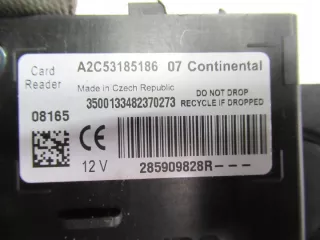 Card Reader
A2C53185186 07 Continental
Made in Czech Republic
DO NOT DROP
3500133482370273
RECYCLE IF DROPPED
08165
CE
12 V
285909828R---